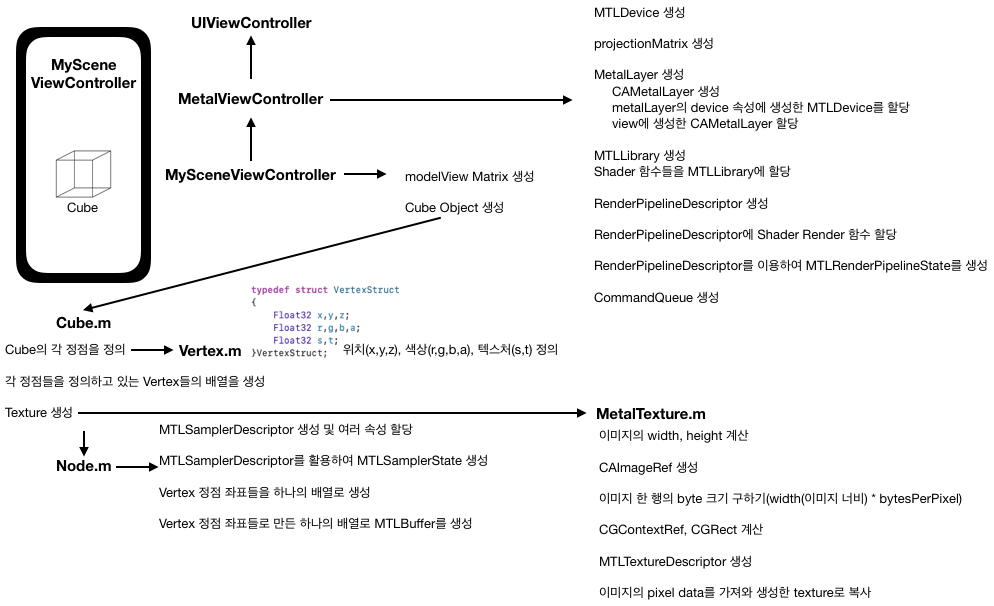 MyScene
ViewController
Cube
UIViewController
MetalViewController
MySceneViewController
modelView Matrix 생성
Cube Object 생성
MTLDevice 생성
projectionMatrix 생성
MetalLayer 생성
CAMetalLayer 생성
metalLayer의 device 속성에 생성한 MTLDevice를 할당
view에 생성한 CAMetalLayer 할당
MTLLibrary 생성
Shader 함수들을 MTLLibrary에 할당
RenderPipelineDescriptor 생성
RenderPipelineDescriptor에 Shader Render 함수 할당
RenderPipelineDescriptor를 이용하여 MTLRenderPipelineState를 생성
CommandQueue 생성
Cube.m
Cube의 각 정점을 정의
Vertex.m
typedef struct VertexStruct
{
Float32 x,y,z;
Float32 r,g,b,a;
Float32 s,t;
}VertexStruct;
위치(x,y,z), 색상(r,g,b,a), 텍스처(s,t) 정의
각 정점들을 정의하고 있는 Vertex들의 배열을 생성
Texture 생성
Node.m
MTLSamplerDescriptor 생성 및 여러 속성 할당
MTLSamplerDescriptor를 활용하여 MTLSamplerState 생성
Vertex 정점 좌표들을 하나의 배열로 생성
Vertex 정점 좌표들로 만든 하나의 배열로 MTLBuffer를 생성
MetalTexture.m
이미지의 width, height 계산
CAImageRef 생성
이미지 한 행의 byte 크기 구하기(width(이미지 너비) * bytesPerPixel)
CGContextRef, CGRect 계산
MTLTextureDescriptor 생성
이미지의 pixel data를 가져와 생성한 texture로 복사